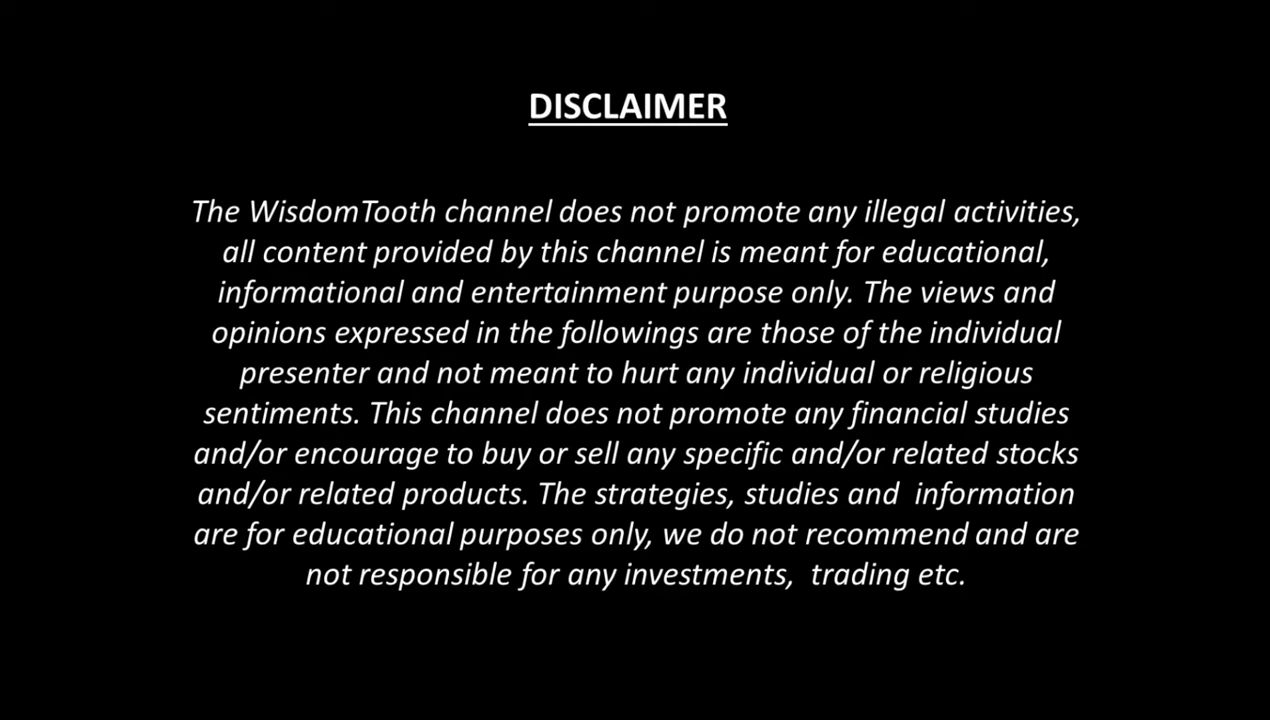 DISCLAIMER
The WisdomTooth channel does not promote any illegal activities,
all content provided by this channel is meant for educational,
informational and entertainment purpose only. The views and
opinions expressed in the followings are those of the individual
presenter and not meant to hurt any individual or religious
sentiments. This channel does not promote any financial studies
and/or encourage to buy or sell any specific and/or related stocks
and/or related products. The strategies, studies and  information
are for educational purposes only, we do not recommend and are
not responsible for any investments,  trading etc.